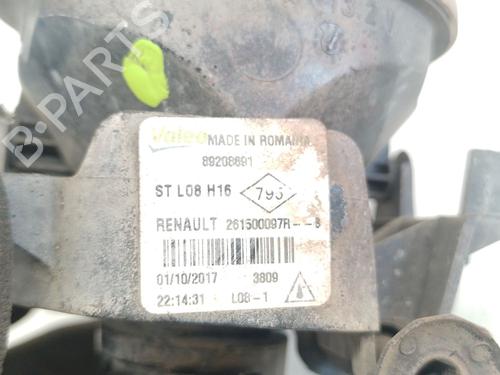 Valeo MADE IN ROMANIA
89208691
ST L08 H16 795
RENAULT 261500097R--B
01/10/2017 3809
22:14:31 L08-1
B-PARTS